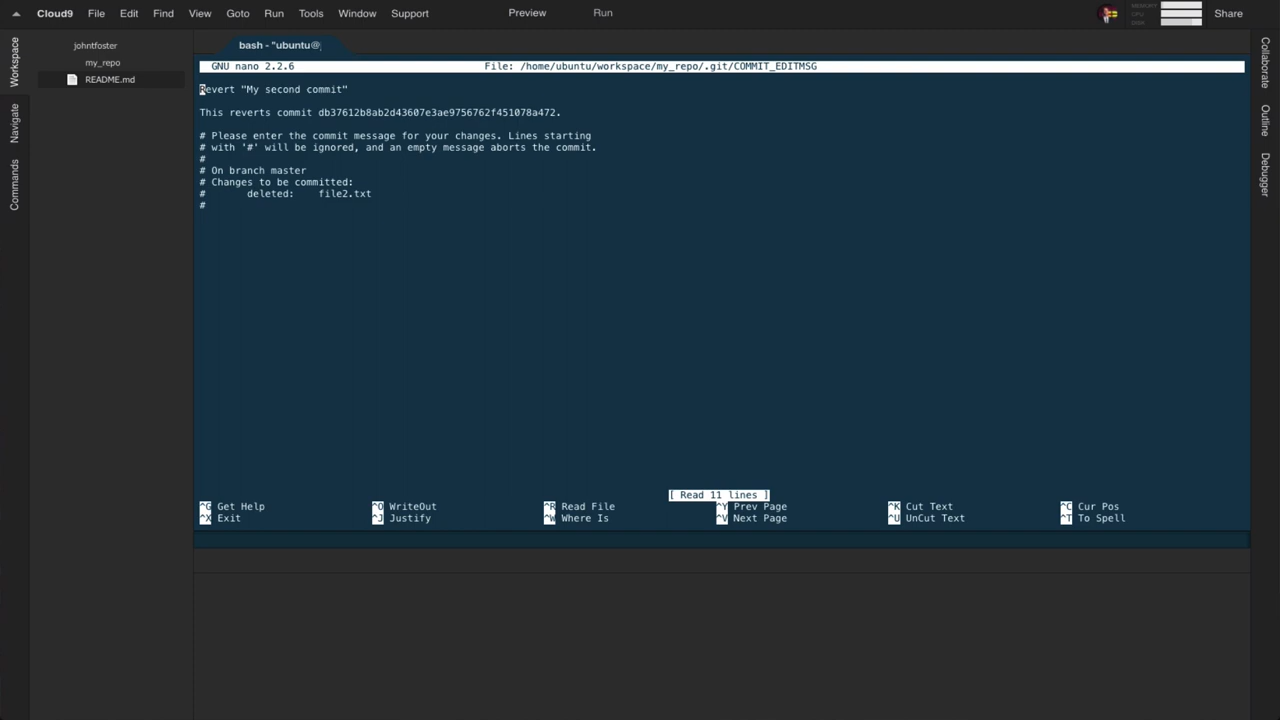 Cloud9 File Edit Find View Goto Run Tools Window Support Preview Run MEMORY CPU DISK Share
Workspace
Navigate
Commands
johntfoster
my_repo
README.md
bash - "ubuntu@
GNU nano 2.2.6 File: /home/ubuntu/workspace/my_repo/.git/COMMIT_EDITMSG
Revert "My second commit"
This reverts commit db37612b8ab2d43607e3ae9756762f451078a472.
# Please enter the commit message for your changes. Lines starting
# with '#' will be ignored, and an empty message aborts the commit.
#
# On branch master
# Changes to be committed:
#       deleted:    file2.txt
#
[ Read 11 lines ]
^G Get Help ^O WriteOut ^R Read File ^Y Prev Page ^K Cut Text ^C Cur Pos
^X Exit ^J Justify ^W Where Is ^V Next Page ^U UnCut Text ^T To Spell
Collaborate
Outline
Debugger